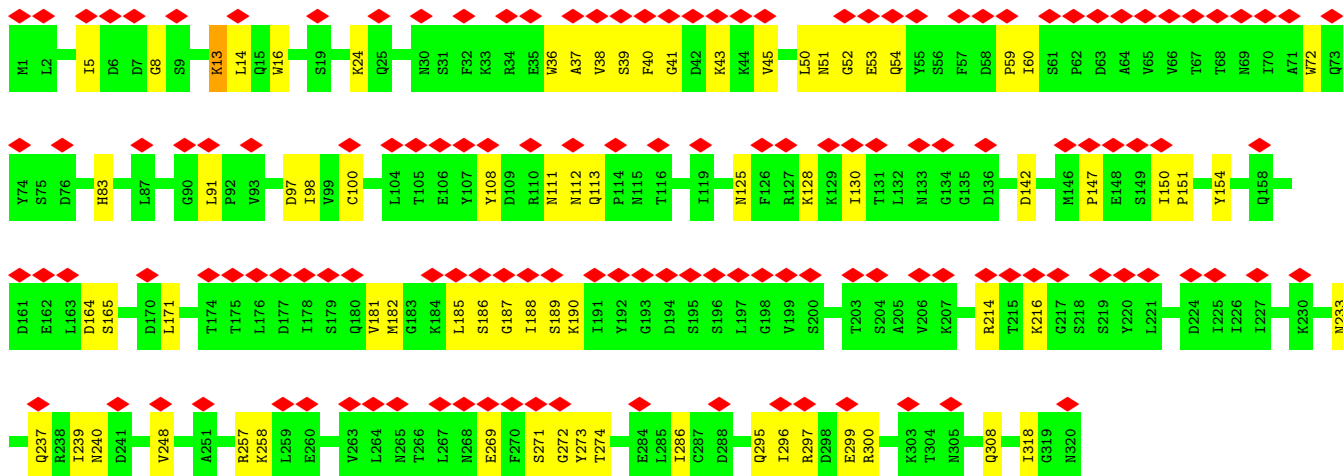 M1 L2 I5 D6 D7 G8 S9 K13 L14 Q15 W16 S19 K24 Q25 N30 S31 F32 K33 R34 E35 W36 A37 V38 S39 F40 G41 D42 K43 K44 V45 L50 N51 G52 E53 Q54 Y55 S56 F57 D58 P59 I60 S61 P62 D63 A64 V65 V66 T67 T68 N69 I70 A71 W72 Q73
Y74 S75 D76 H83 L87 G90 L91 P92 V93 D97 I98 V99 C100 L104 T105 E106 Y107 Y108 D109 R110 N111 N112 Q113 P114 N115 T116 I119 N125 F126 R127 K128 K129 I130 T131 L132 N133 G134 G135 D136 D142 M146 P147 E148 S149 I150 P151 Y154 Q158
D161 E162 L163 D164 S165 D170 L171 T174 T175 L176 D177 I178 S179 Q180 V181 M182 G183 K184 L185 S186 G187 I188 S189 K190 I191 Y192 G193 D194 S195 S196 L197 G198 V199 S200 T203 S204 A205 V206 K207 R214 T215 K216 G217 S218 S219 Y220 L221 D224 I225 I226 I227 K230 N233
Q237 R238 I239 N240 D241 V248 A251 R257 K258 L259 E260 V263 L264 N265 T266 L267 N268 E269 F270 S271 G272 Y273 T274 E284 L285 I286 C287 D288 Q295 I296 R297 D298 E299 R300 K303 T304 N305 Q308 I318 G319 N320